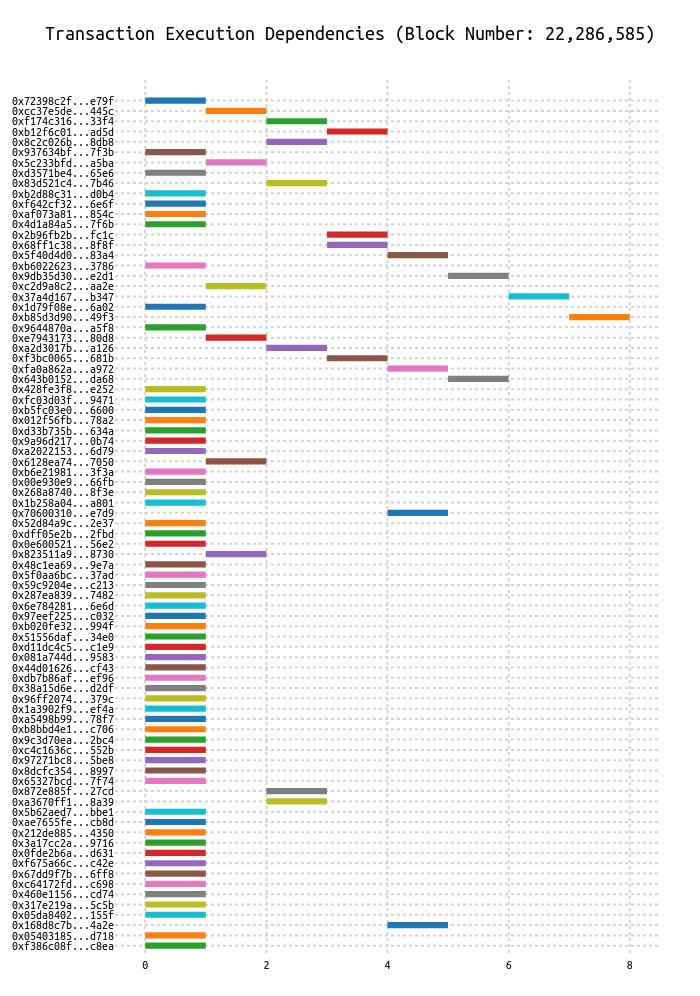 Transaction Execution Dependencies (Block Number: 22,286,585)
0x72398c2f...e79f
0xcc37e5de...445c
0xf174c316...33f4
0xb12f6c01...ad5d
0x8c2c026b...8db8
0x937634bf...7f3b
0x5c233bfd...a5ba
0xd3571be4...65e6
0x83d521c4...7b46
0xb2d88c31...d0b4
0xf642cf32...6e6f
0xaf073a81...854c
0x4d1a84a5...7f6b
0x2b96fb2b...fc1c
0x68ff1c38...8f8f
0x5f40d4d0...83a4
0xb6022623...3786
0x9db35d30...e2d1
0xc2d9a8c2...aa2e
0x37a4d167...b347
0x1d79f08e...6a02
0xb85d3d90...49f3
0x9644870a...a5f8
0xe7943173...80d8
0xa2d3017b...a126
0xf3bc0065...681b
0xfa0a862a...a972
0x643b0152...da68
0x428fe3f8...e252
0xfc03d03f...9471
0xb5fc03e0...6600
0x012f56fb...78a2
0xd33b735b...634a
0x9a96d217...0b74
0xa2022153...6d79
0x6128ea74...7050
0xb6e21981...3f3a
0x00e930e9...66fb
0x268a8740...8f3e
0x1b258a04...a801
0x70600310...e7d9
0x52d84a9c...2e37
0xdff05e2b...2fbd
0x0e600521...56e2
0x823511a9...8730
0x48c1ea69...9e7a
0x5f0aa6bc...37ad
0x59c9204e...c213
0x287ea839...7482
0x6e784281...6e6d
0x97eef225...c032
0xb020fe32...994f
0x51556daf...34e0
0xd11dc4c5...c1e9
0x081a744d...9583
0x44d01626...cf43
0xdb7b86af...ef96
0x38a15d6e...d2df
0x96ff2074...379c
0x1a3902f9...ef4a
0xa5498b99...78f7
0xb8bbd4e1...c706
0x9c3d70ea...2bc4
0xc4c1636c...552b
0x97271bc8...5be8
0x8dcfc354...8997
0x65327bcd...7f74
0x872e885f...27cd
0xa3670ff1...8a39
0x5b62aed7...bbe1
0xae7655fe...cb8d
0x212de885...4350
0x3a17cc2a...9716
0x0fde2b6a...d631
0xf675a66c...c42e
0x67dd9f7b...6ff8
0xc64172fd...c698
0x460e1156...cd74
0x317e219a...5c5b
0x05da8402...155f
0x168d8c7b...4a2e
0x05403185...d718
0xf386c08f...c8ea
0 2 4 6 8